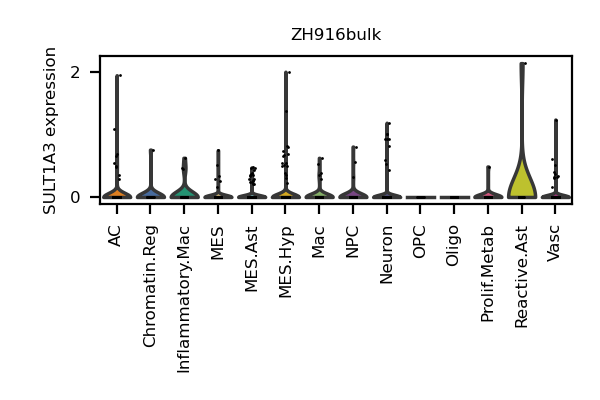 ZH916bulk
SULT1A3 expression
2
0
AC
Chromatin.Reg
Inflammatory.Mac
MES
MES.Ast
MES.Hyp
Mac
NPC
Neuron
OPC
Oligo
Prolif.Metab
Reactive.Ast
Vasc